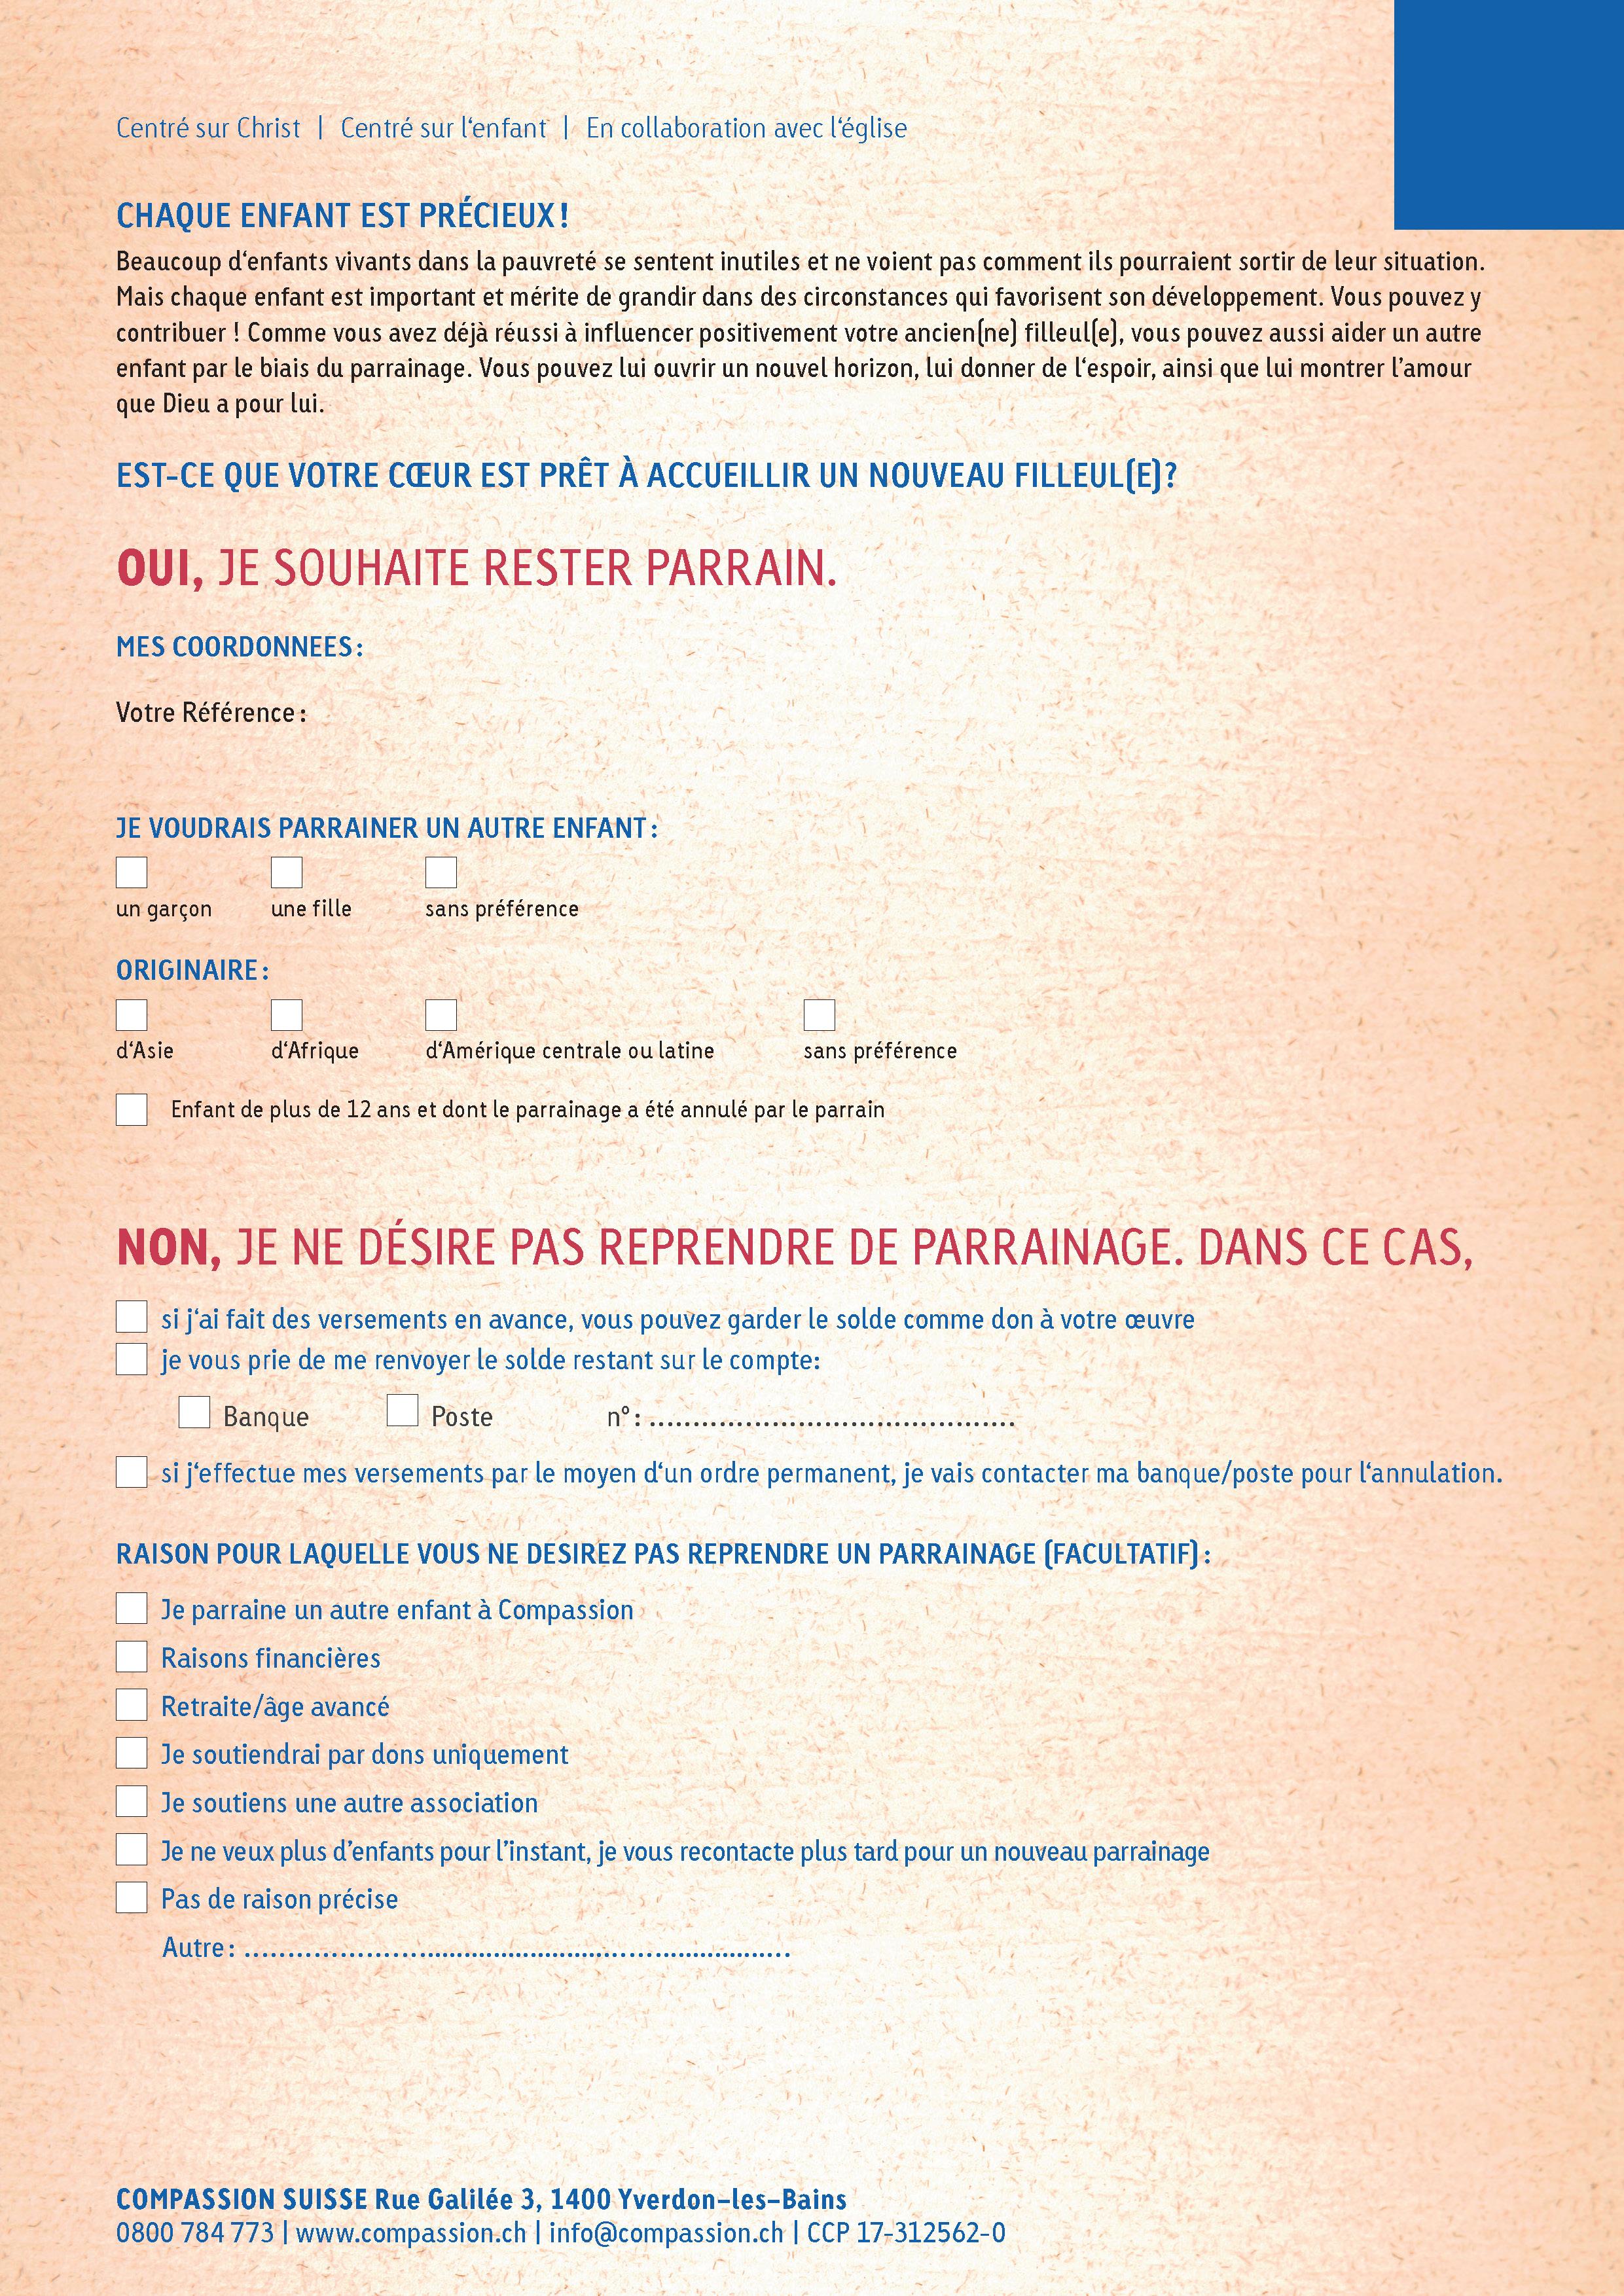 Centré sur Christ | Centré sur l‘enfant | En collaboration avec l‘église
CHAQUE ENFANT EST PRÉCIEUX !
Beaucoup d‘enfants vivants dans la pauvreté se sentent inutiles et ne voient pas comment ils pourraient sortir de leur situation.
Mais chaque enfant est important et mérite de grandir dans des circonstances qui favorisent son développement. Vous pouvez y
contribuer ! Comme vous avez déjà réussi à influencer positivement votre ancien(ne) filleul(e), vous pouvez aussi aider un autre
enfant par le biais du parrainage. Vous pouvez lui ouvrir un nouvel horizon, lui donner de l‘espoir, ainsi que lui montrer l’amour
que Dieu a pour lui.
EST-CE QUE VOTRE CŒUR EST PRÊT À ACCUEILLIR UN NOUVEAU FILLEUL(E) ?
OUI, JE SOUHAITE RESTER PARRAIN.
MES COORDONNEES :
Votre Référence :
JE VOUDRAIS PARRAINER UN AUTRE ENFANT :
un garçon une fille sans préférence
ORIGINAIRE :
d‘Asie d‘Afrique d‘Amérique centrale ou latine sans préférence
Enfant de plus de 12 ans et dont le parrainage a été annulé par le parrain
NON, JE NE DÉSIRE PAS REPRENDRE DE PARRAINAGE. DANS CE CAS,
si j‘ai fait des versements en avance, vous pouvez garder le solde comme don à votre œuvre
je vous prie de me renvoyer le solde restant sur le compte:
Banque Poste n° : ..........................................
si j‘effectue mes versements par le moyen d‘un ordre permanent, je vais contacter ma banque/poste pour l‘annulation.
RAISON POUR LAQUELLE VOUS NE DESIREZ PAS REPRENDRE UN PARRAINAGE (FACULTATIF) :
Je parraine un autre enfant à Compassion
Raisons financières
Retraite/âge avancé
Je soutiendrai par dons uniquement
Je soutiens une autre association
Je ne veux plus d’enfants pour l’instant, je vous recontacte plus tard pour un nouveau parrainage
Pas de raison précise
Autre : ......................................................................
COMPASSION SUISSE Rue Galilée 3, 1400 Yverdon-les-Bains
0800 784 773 | www.compassion.ch | info@compassion.ch | CCP 17-312562-0